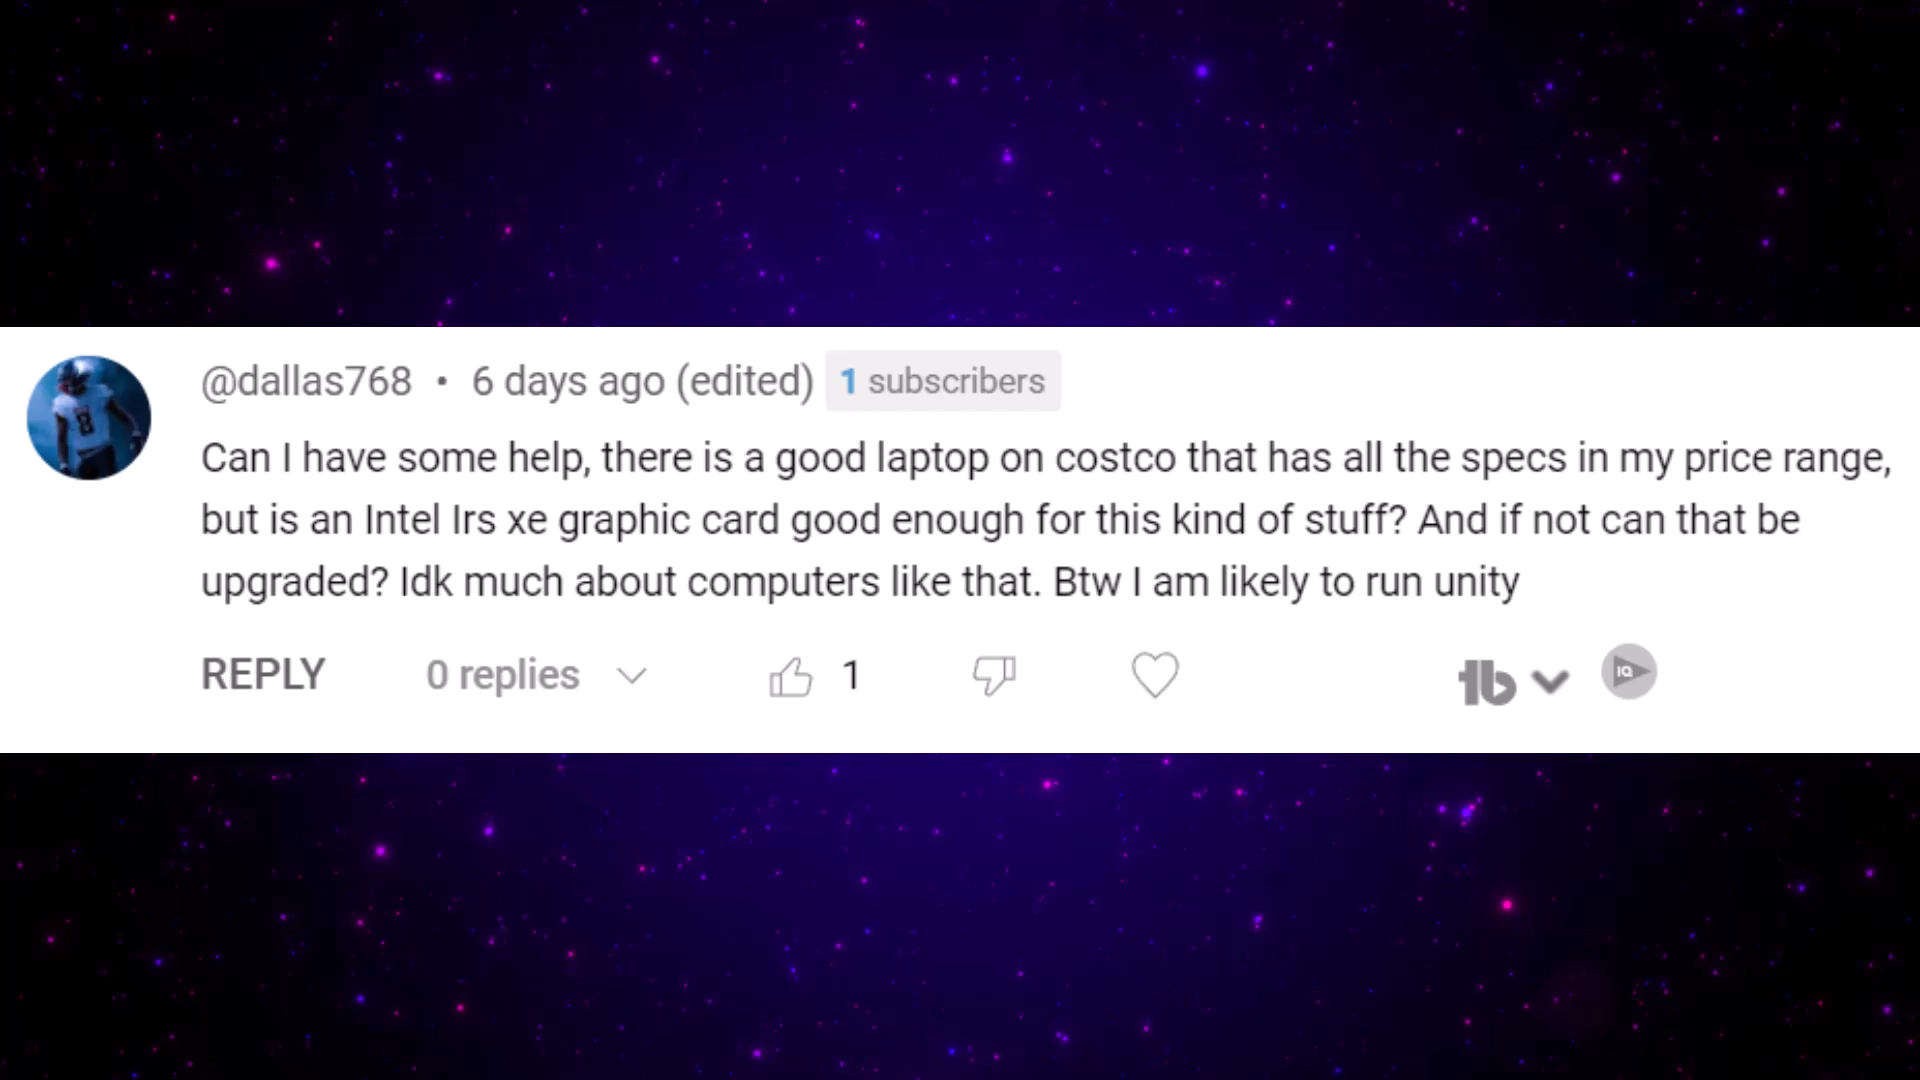 @dallas768 • 6 days ago (edited) 1 subscribers
Can I have some help, there is a good laptop on costco that has all the specs in my price range,
but is an Intel Irs xe graphic card good enough for this kind of stuff? And if not can that be
upgraded? Idk much about computers like that. Btw I am likely to run unity
REPLY 0 replies 1 tb IQ
8